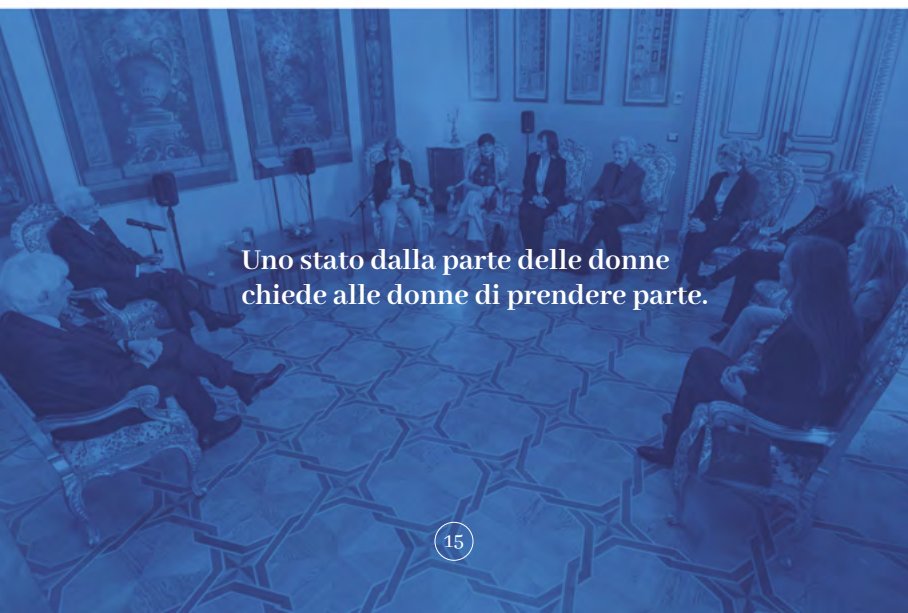 Uno stato dalla parte delle donne
chiede alle donne di prendere parte.
15